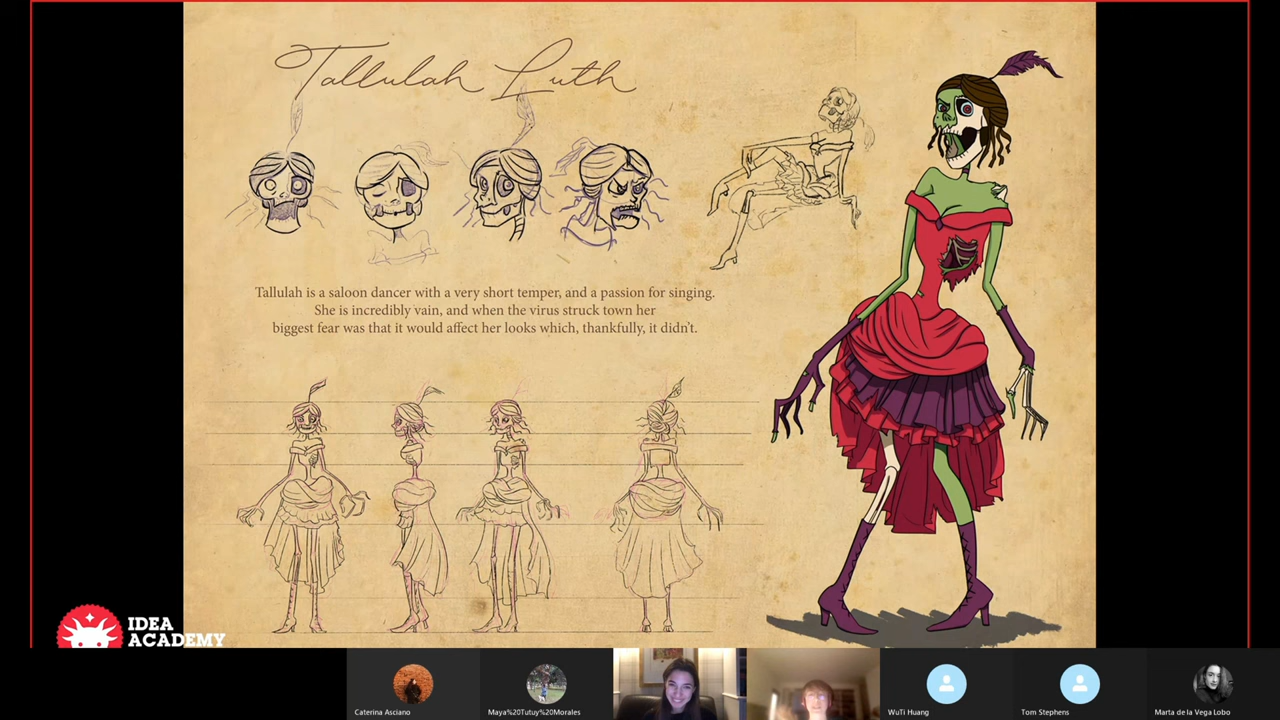 Tallulah Luth
Tallulah is a saloon dancer with a very short temper, and a passion for singing.
She is incredibly vain, and when the virus struck town her
biggest fear was that it would affect her looks which, thankfully, it didn't.
IDEA
ACADEMY
Caterina Asciano
Maya%20Tutuy%20Morales
WuTi Huang
Tom Stephens
Marta de la Vega Lobo